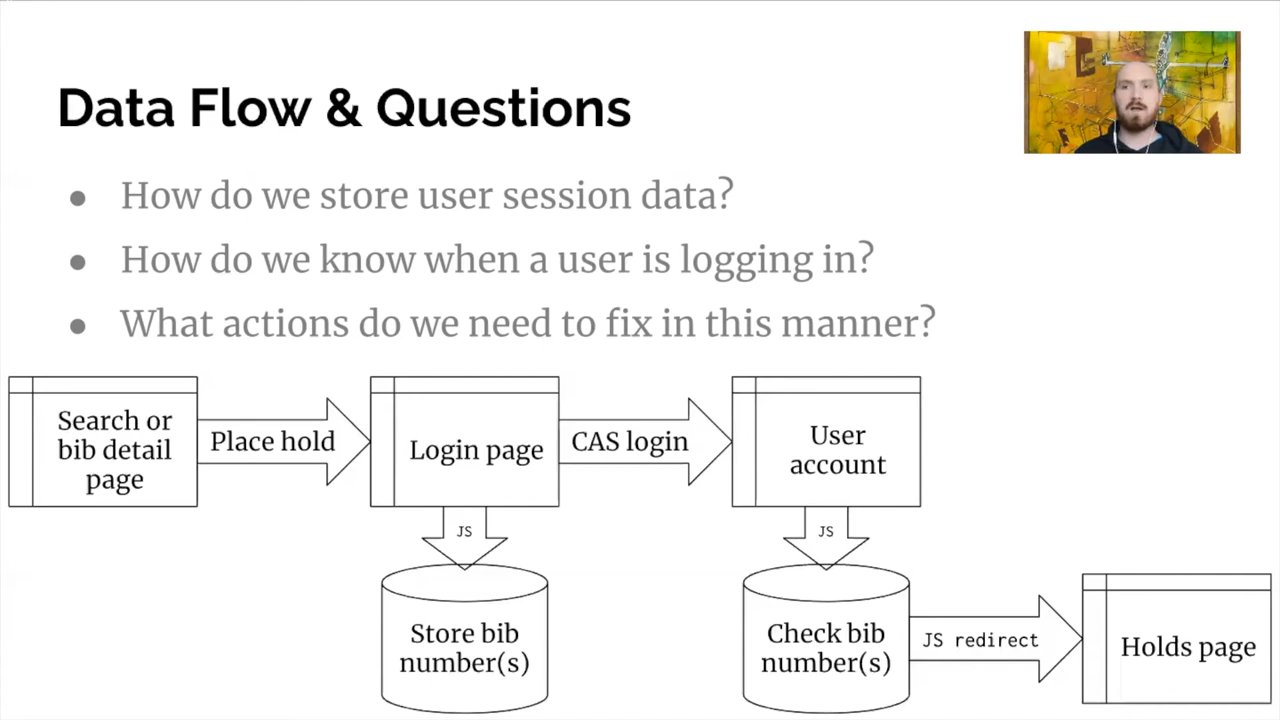 Data Flow & Questions
● How do we store user session data?
● How do we know when a user is logging in?
● What actions do we need to fix in this manner?
Search or
bib detail
page
Place hold
Login page
CAS login
User
account
JS
JS
Store bib
number(s)
Check bib
number(s)
JS redirect
Holds page